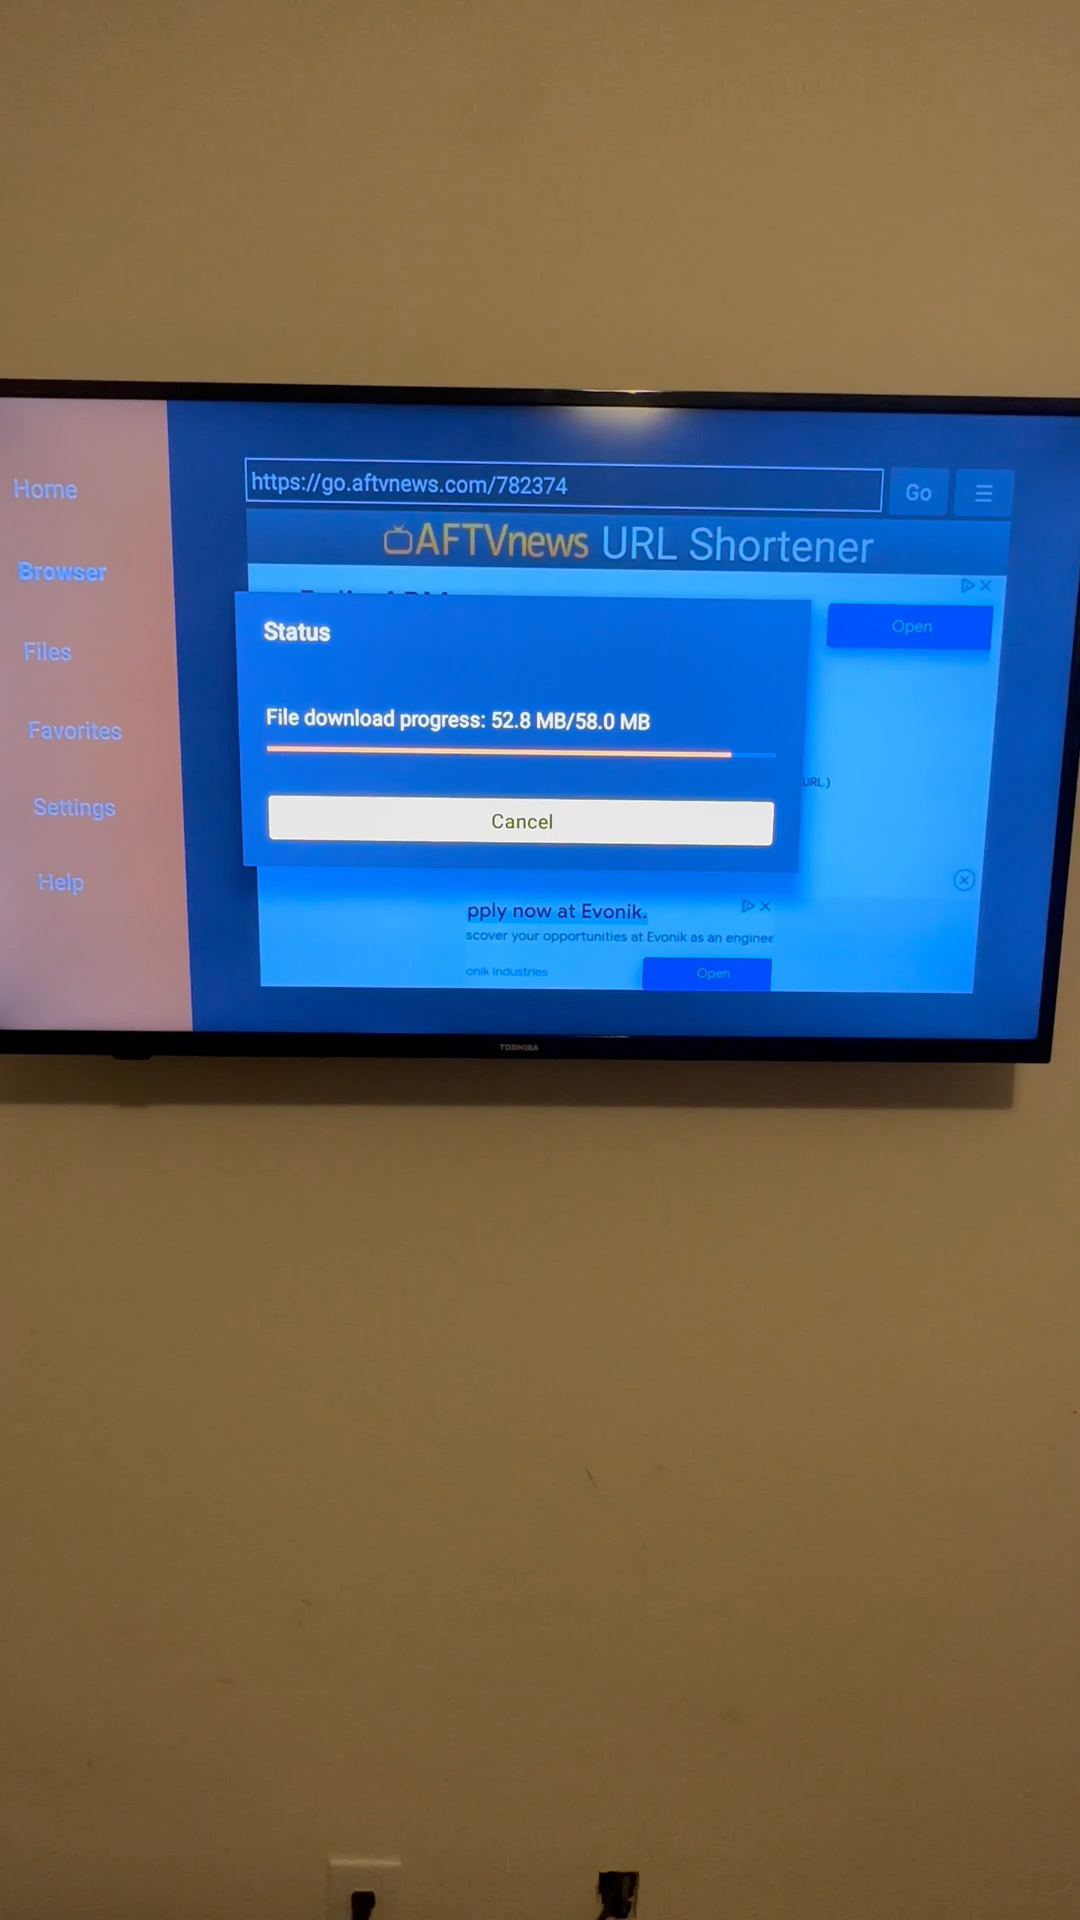 Home
Browser
Files
Favorites
Settings
Help
https://go.aftvnews.com/782374
Go
AFTVnews URL Shortener
Open
Status
File download progress: 52.8 MB/58.0 MB
URL.)
Cancel
pply now at Evonik.
scover your opportunities at Evonik as an enginee
onik Industries
Open
TOSHIBA